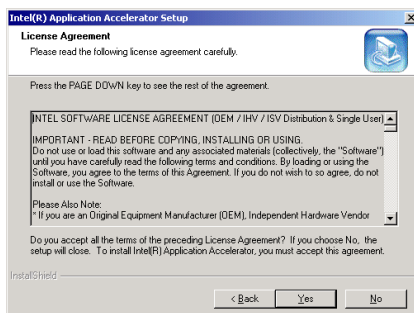 Intel(R) Application Accelerator Setup
License Agreement
Please read the following license agreement carefully.
Press the PAGE DOWN key to see the rest of the agreement.
INTEL SOFTWARE LICENSE AGREEMENT (OEM / IHV / ISV Distribution & Single User)
IMPORTANT - READ BEFORE COPYING, INSTALLING OR USING.
Do not use or load this software and any associated materials (collectively, the "Software")
until you have carefully read the following terms and conditions. By loading or using the
Software, you agree to the terms of this Agreement. If you do not wish to so agree, do not
install or use the Software.
Please Also Note:
* If you are an Original Equipment Manufacturer (OEM), Independent Hardware Vendor
Do you accept all the terms of the preceding License Agreement? If you choose No, the
setup will close. To install Intel(R) Application Accelerator, you must accept this agreement.
InstallShield
< Back Yes No